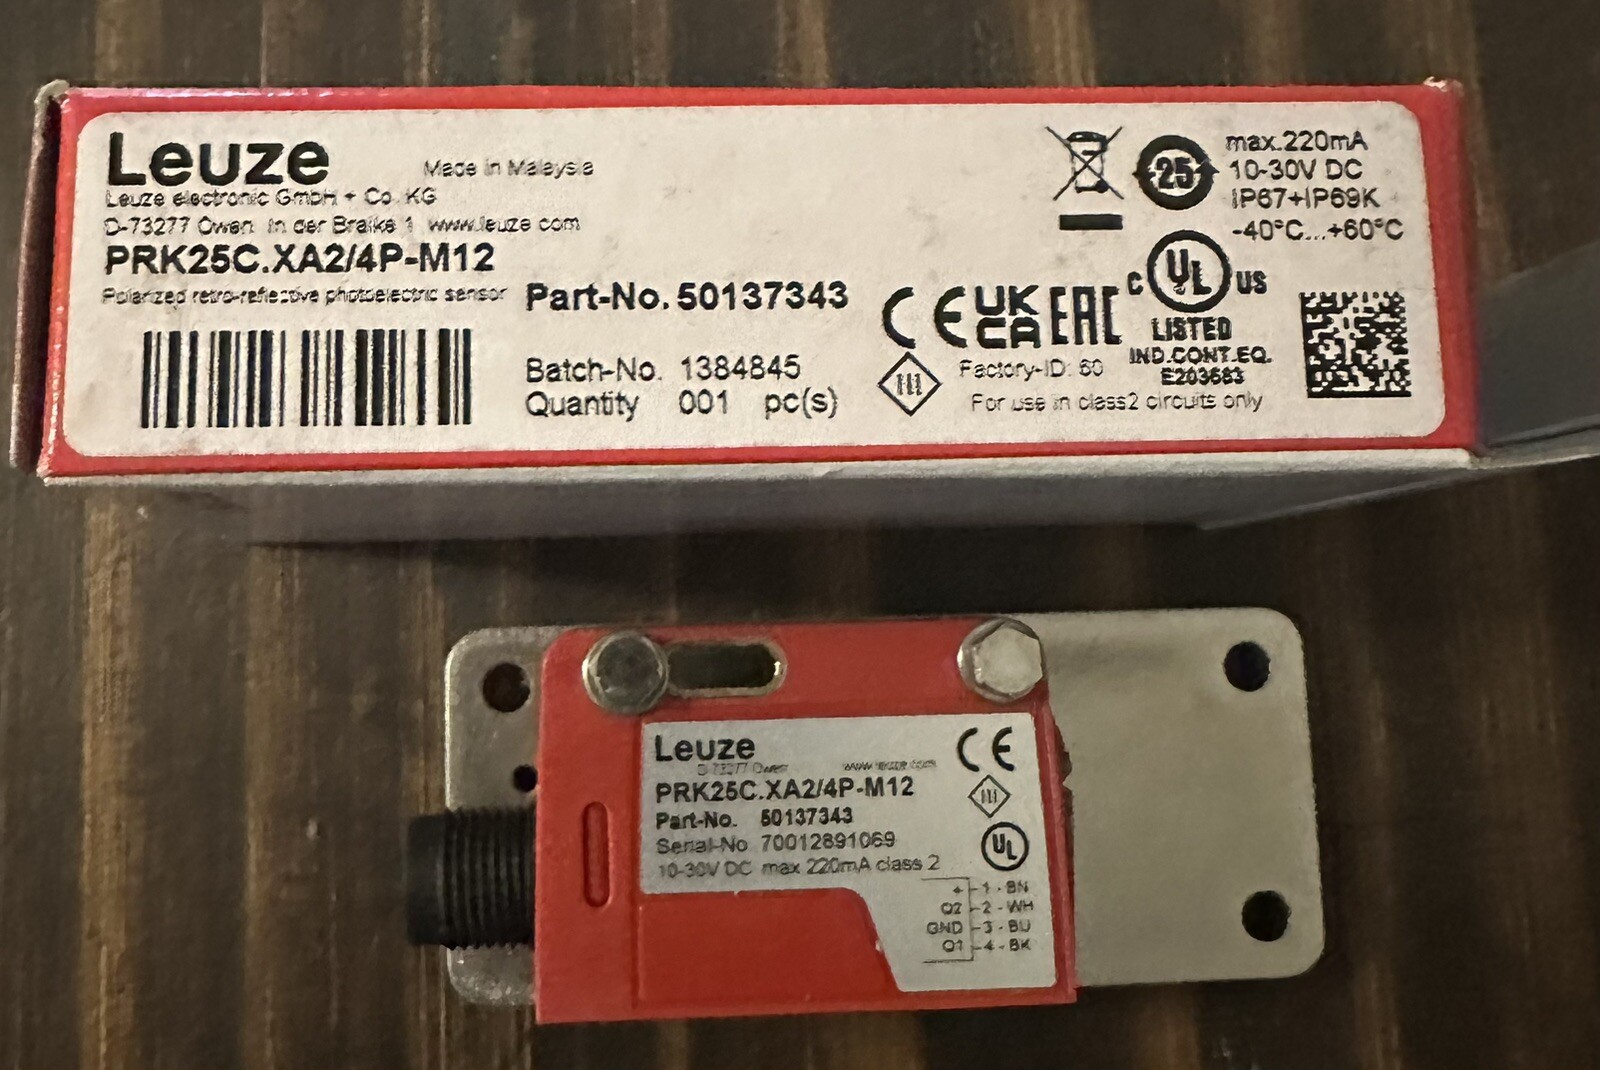 Leuze
Made in Malaysia
Leuze electronic GmbH + Co. KG
D-73277 Owen In der Braike 1 www.leuze.com
PRK25C.XA2/4P-M12
Polarized retro-reflective photoelectric sensor
Part-No. 50137343
Batch-No. 1384845
Quantity 001 pc(s)
25
max.220mA
10-30V DC
IP67+IP69K
-40°C...+60°C
CE UK CA EAC
Factory-ID: 60
C UL US
LISTED
IND.CONT.EQ.
E203683
For use in class2 circuits only
Leuze
D-73277 Owen www.leuze.com
CE
PRK25C.XA2/4P-M12
Part-No. 50137343
Serial-No 70012891069
UL
10-30V DC max 220mA class 2
+ 1 - BN
Q2 2 - WH
GND 3 - BU
Q1 4 - BK